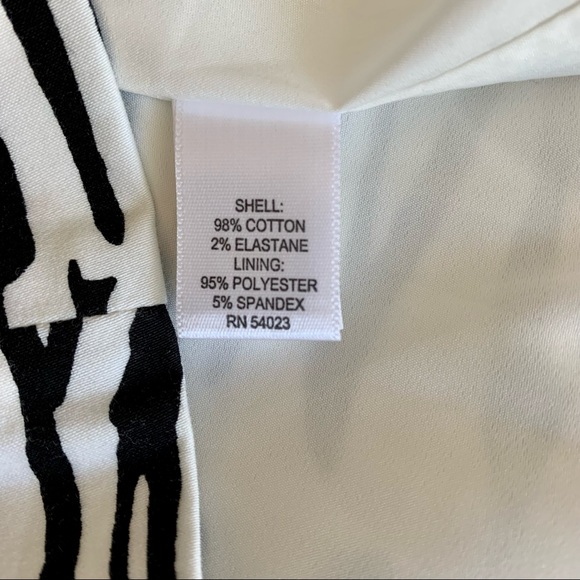 SHELL:
98% COTTON
2% ELASTANE
LINING:
95% POLYESTER
5% SPANDEX
RN 54023